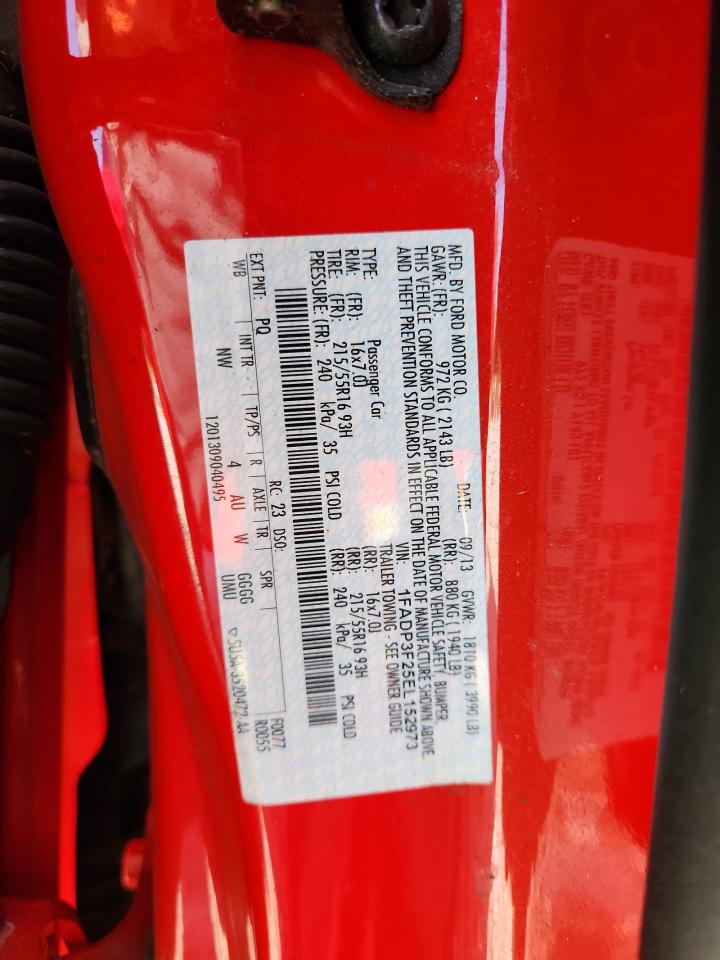 MFD. BY FORD MOTOR CO.
DATE: 09/13 GVWR: 1810 KG ( 3990 LB)
GAWR: (FR): 972 KG ( 2143 LB) (RR): 880 KG ( 1940 LB)
THIS VEHICLE CONFORMS TO ALL APPLICABLE FEDERAL MOTOR VEHICLE SAFETY, BUMPER,
AND THEFT PREVENTION STANDARDS IN EFFECT ON THE DATE OF MANUFACTURE SHOWN ABOVE.
VIN: 1FADP3F25EL152973
TYPE: Passenger Car TRAILER TOWING - SEE OWNER GUIDE
RIM: (FR): 16x7.0J (RR): 16x7.0J
TIRE: (FR): 215/55R16 93H (RR): 215/55R16 93H
PRESSURE: (FR): 240 kPa/ 35 PSI COLD (RR): 240 kPa/ 35 PSI COLD
EXT PNT: PQ RC: 23 DSO: F0077
WB INT TR TP/PS R AXLE TR SPR R0055
NW 4 AU W GGGG
UMU
1201309040495 ▽SUSA-3520472-AA